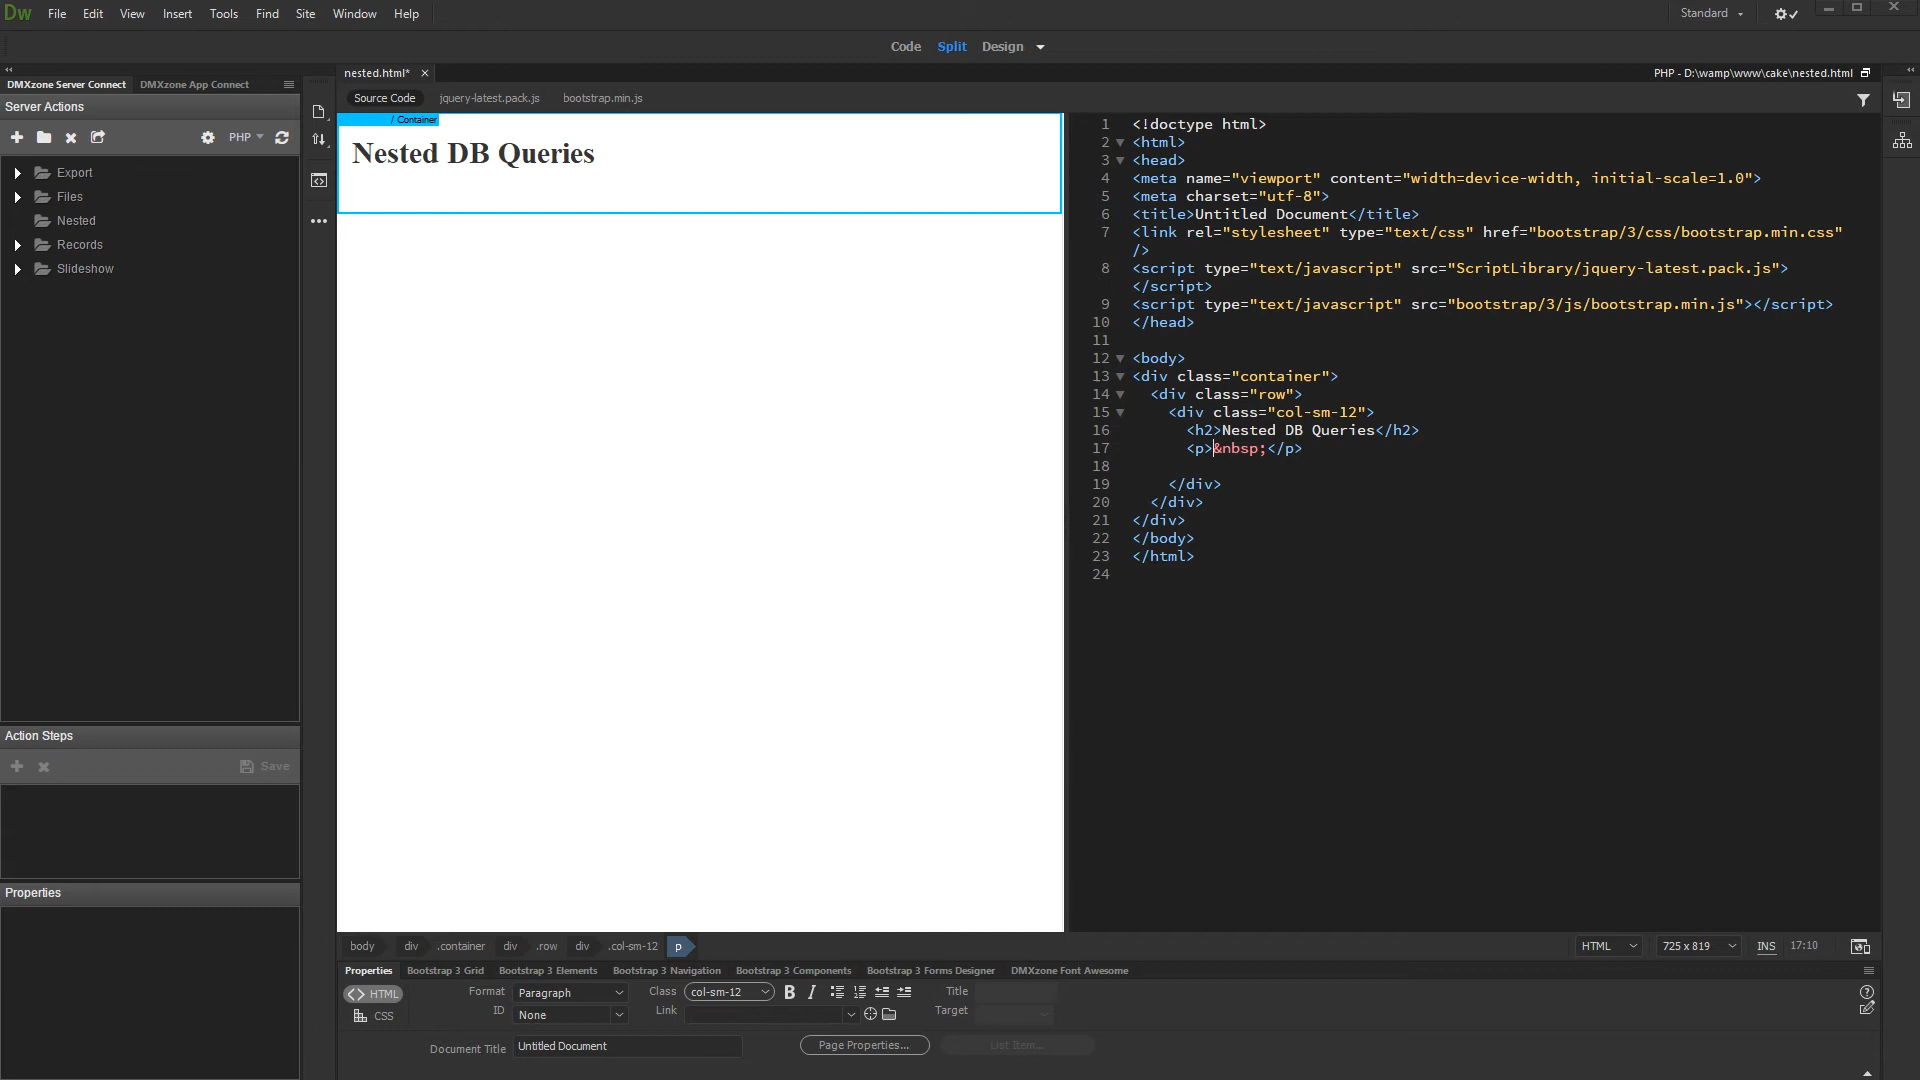 Dw File Edit View Insert Tools Find Site Window Help Standard
Code Split Design
DMXzone Server Connect DMXzone App Connect
nested.html* PHP - D:\wamp\www\cake\nested.html
Server Actions
Source Code jquery-latest.pack.js bootstrap.min.js
PHP
Export
Files
Nested
Records
Slideshow
Action Steps
Save
Properties
/ Container
Nested DB Queries
1 <!doctype html>
2 <html>
3 <head>
4 <meta name="viewport" content="width=device-width, initial-scale=1.0">
5 <meta charset="utf-8">
6 <title>Untitled Document</title>
7 <link rel="stylesheet" type="text/css" href="bootstrap/3/css/bootstrap.min.css"
/>
8 <script type="text/javascript" src="ScriptLibrary/jquery-latest.pack.js">
</script>
9 <script type="text/javascript" src="bootstrap/3/js/bootstrap.min.js"></script>
10 </head>
11
12 <body>
13 <div class="container">
14 <div class="row">
15 <div class="col-sm-12">
16 <h2>Nested DB Queries</h2>
17 <p>&nbsp;</p>
18
19 </div>
20 </div>
21 </div>
22 </body>
23 </html>
24
body div .container div .row div .col-sm-12 p HTML 725 x 819 INS 17:10
Properties Bootstrap 3 Grid Bootstrap 3 Elements Bootstrap 3 Navigation Bootstrap 3 Components Bootstrap 3 Forms Designer DMXzone Font Awesome
<> HTML Format Paragraph Class col-sm-12 B I Title
CSS ID None Link Target
Document Title Untitled Document Page Properties... List Item...